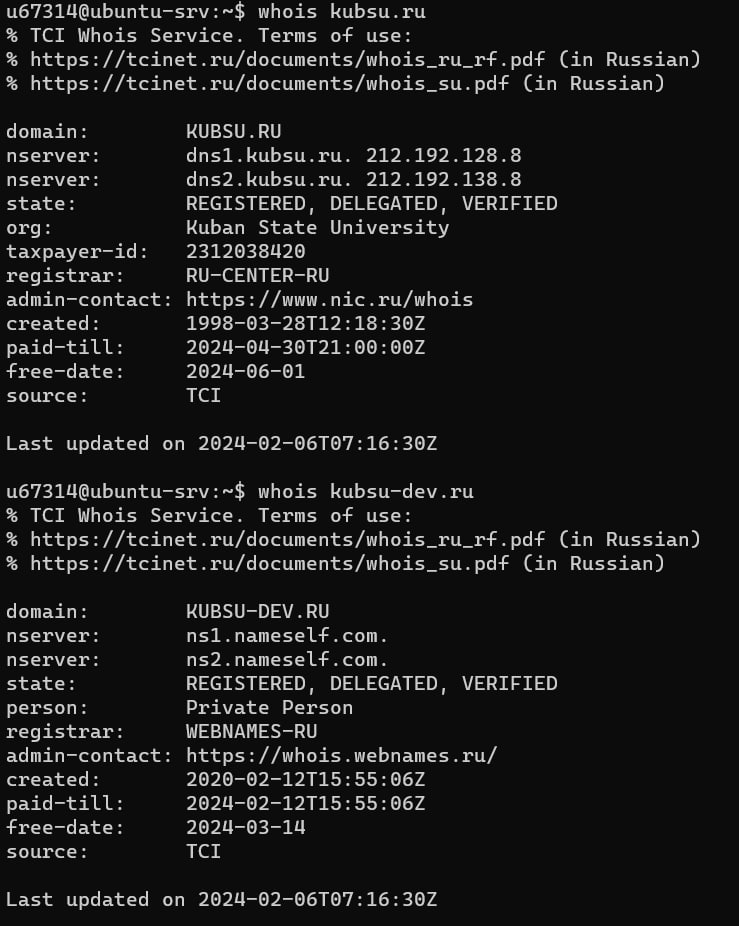 u67314@ubuntu-srv:~$ whois kubsu.ru
% TCI Whois Service. Terms of use:
% https://tcinet.ru/documents/whois_ru_rf.pdf (in Russian)
% https://tcinet.ru/documents/whois_su.pdf (in Russian)

domain:        KUBSU.RU
nserver:       dns1.kubsu.ru. 212.192.128.8
nserver:       dns2.kubsu.ru. 212.192.138.8
state:         REGISTERED, DELEGATED, VERIFIED
org:           Kuban State University
taxpayer-id:   2312038420
registrar:     RU-CENTER-RU
admin-contact: https://www.nic.ru/whois
created:       1998-03-28T12:18:30Z
paid-till:     2024-04-30T21:00:00Z
free-date:     2024-06-01
source:        TCI

Last updated on 2024-02-06T07:16:30Z

u67314@ubuntu-srv:~$ whois kubsu-dev.ru
% TCI Whois Service. Terms of use:
% https://tcinet.ru/documents/whois_ru_rf.pdf (in Russian)
% https://tcinet.ru/documents/whois_su.pdf (in Russian)

domain:        KUBSU-DEV.RU
nserver:       ns1.nameself.com.
nserver:       ns2.nameself.com.
state:         REGISTERED, DELEGATED, VERIFIED
person:        Private Person
registrar:     WEBNAMES-RU
admin-contact: https://whois.webnames.ru/
created:       2020-02-12T15:55:06Z
paid-till:     2024-02-12T15:55:06Z
free-date:     2024-03-14
source:        TCI

Last updated on 2024-02-06T07:16:30Z